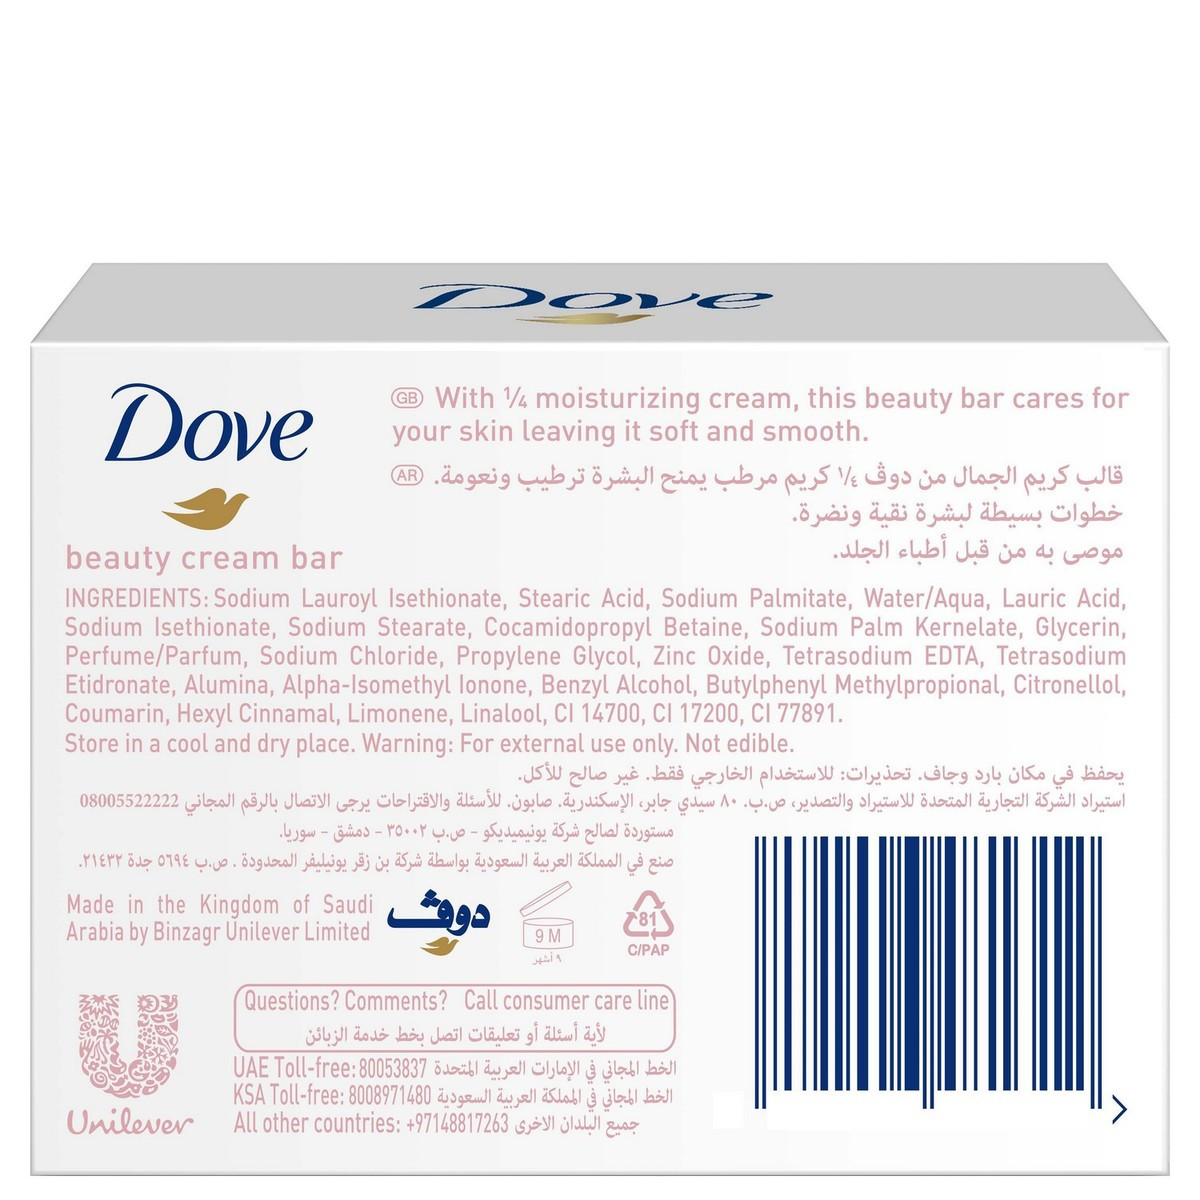 Dove
Dove
beauty cream bar
GB With ¼ moisturizing cream, this beauty bar cares for
your skin leaving it soft and smooth.
AR قالب كريم الجمال من دوڤ ¼ كريم مرطب يمنح البشرة ترطيب ونعومة.
خطوات بسيطة لبشرة نقية ونضرة.
موصى به من قبل أطباء الجلد.
INGREDIENTS: Sodium Lauroyl Isethionate, Stearic Acid, Sodium Palmitate, Water/Aqua, Lauric Acid,
Sodium Isethionate, Sodium Stearate, Cocamidopropyl Betaine, Sodium Palm Kernelate, Glycerin,
Perfume/Parfum, Sodium Chloride, Propylene Glycol, Zinc Oxide, Tetrasodium EDTA, Tetrasodium
Etidronate, Alumina, Alpha-Isomethyl Ionone, Benzyl Alcohol, Butylphenyl Methylpropional, Citronellol,
Coumarin, Hexyl Cinnamal, Limonene, Linalool, CI 14700, CI 17200, CI 77891.
Store in a cool and dry place. Warning: For external use only. Not edible.
يحفظ في مكان بارد وجاف. تحذيرات: للاستخدام الخارجي فقط. غير صالح للأكل.
استيراد الشركة التجارية المتحدة للاستيراد والتصدير، ص.ب. ٨٠ سيدي جابر، الإسكندرية. صابون. للأسئلة والاقتراحات يرجى الاتصال بالرقم المجاني 08005522222
مستوردة لصالح شركة يونيميديكو - ص.ب ٣٥٠٠٢ - دمشق - سوريا.
صنع في المملكة العربية السعودية بواسطة شركة بن زقر يونيليفر المحدودة . ص.ب ٥٦٩٤ جدة ٢١٤٣٢.
Made in the Kingdom of Saudi
Arabia by Binzagr Unilever Limited
دوڤ
9 M
٩ أشهر
81
C/PAP
Questions? Comments? Call consumer care line
لأية أسئلة أو تعليقات اتصل بخط خدمة الزبائن
UAE Toll-free: 80053837 الخط المجاني في الإمارات العربية المتحدة
KSA Toll-free: 8008971480 الخط المجاني في المملكة العربية السعودية
All other countries: +97148817263 جميع البلدان الاخرى
Unilever